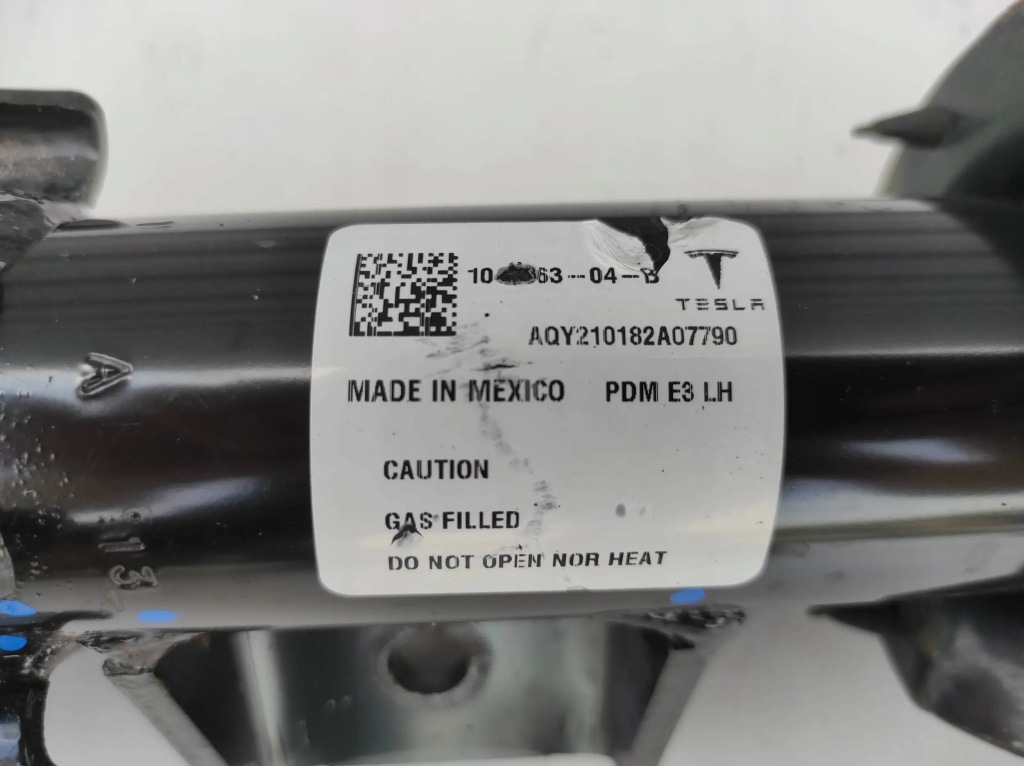 TESLA
AQY210182A07790
MADE IN MEXICO PDM E3 LH
CAUTION
GAS FILLED
DO NOT OPEN NOR HEAT
A